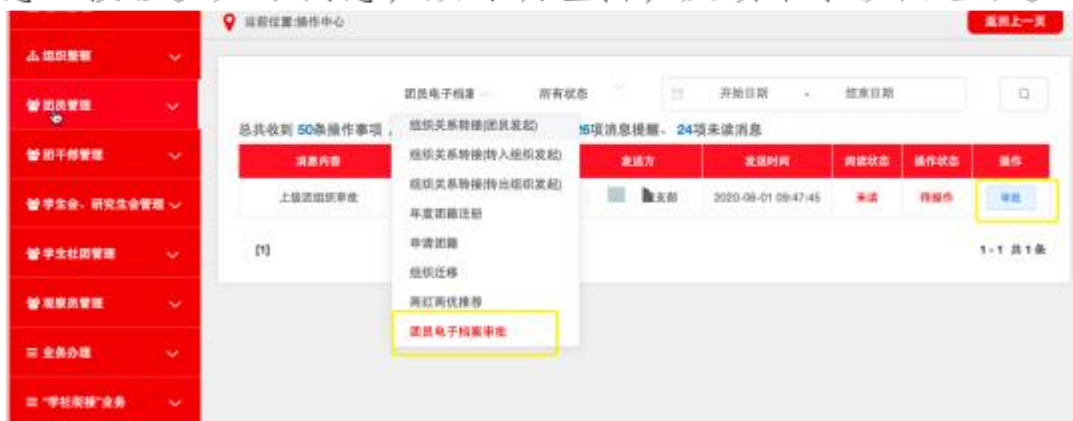 当前位置:操作中心
返回上一页
组织整顿
团员管理
团干部管理
学生会、研究生会管理
学生社团管理
观察员管理
业务办理
"学社衔接"业务
团员电子档案 所有状态 开始日期 - 结束日期
总共收到 50条操作事项, 26项消息提醒、24项未读消息
消息内容 发送方 发送时间 阅读状态 操作状态 操作
上级团组织审批 支部 2020-09-01 09:47:45 未读 待操作 审批
[1] 1-1 共1条
组织关系转接(团员发起)
组织关系转接(转入组织发起)
组织关系转接(转出组织发起)
年度团籍注册
申请团籍
组织迁移
两红两优推荐
团员电子档案审批